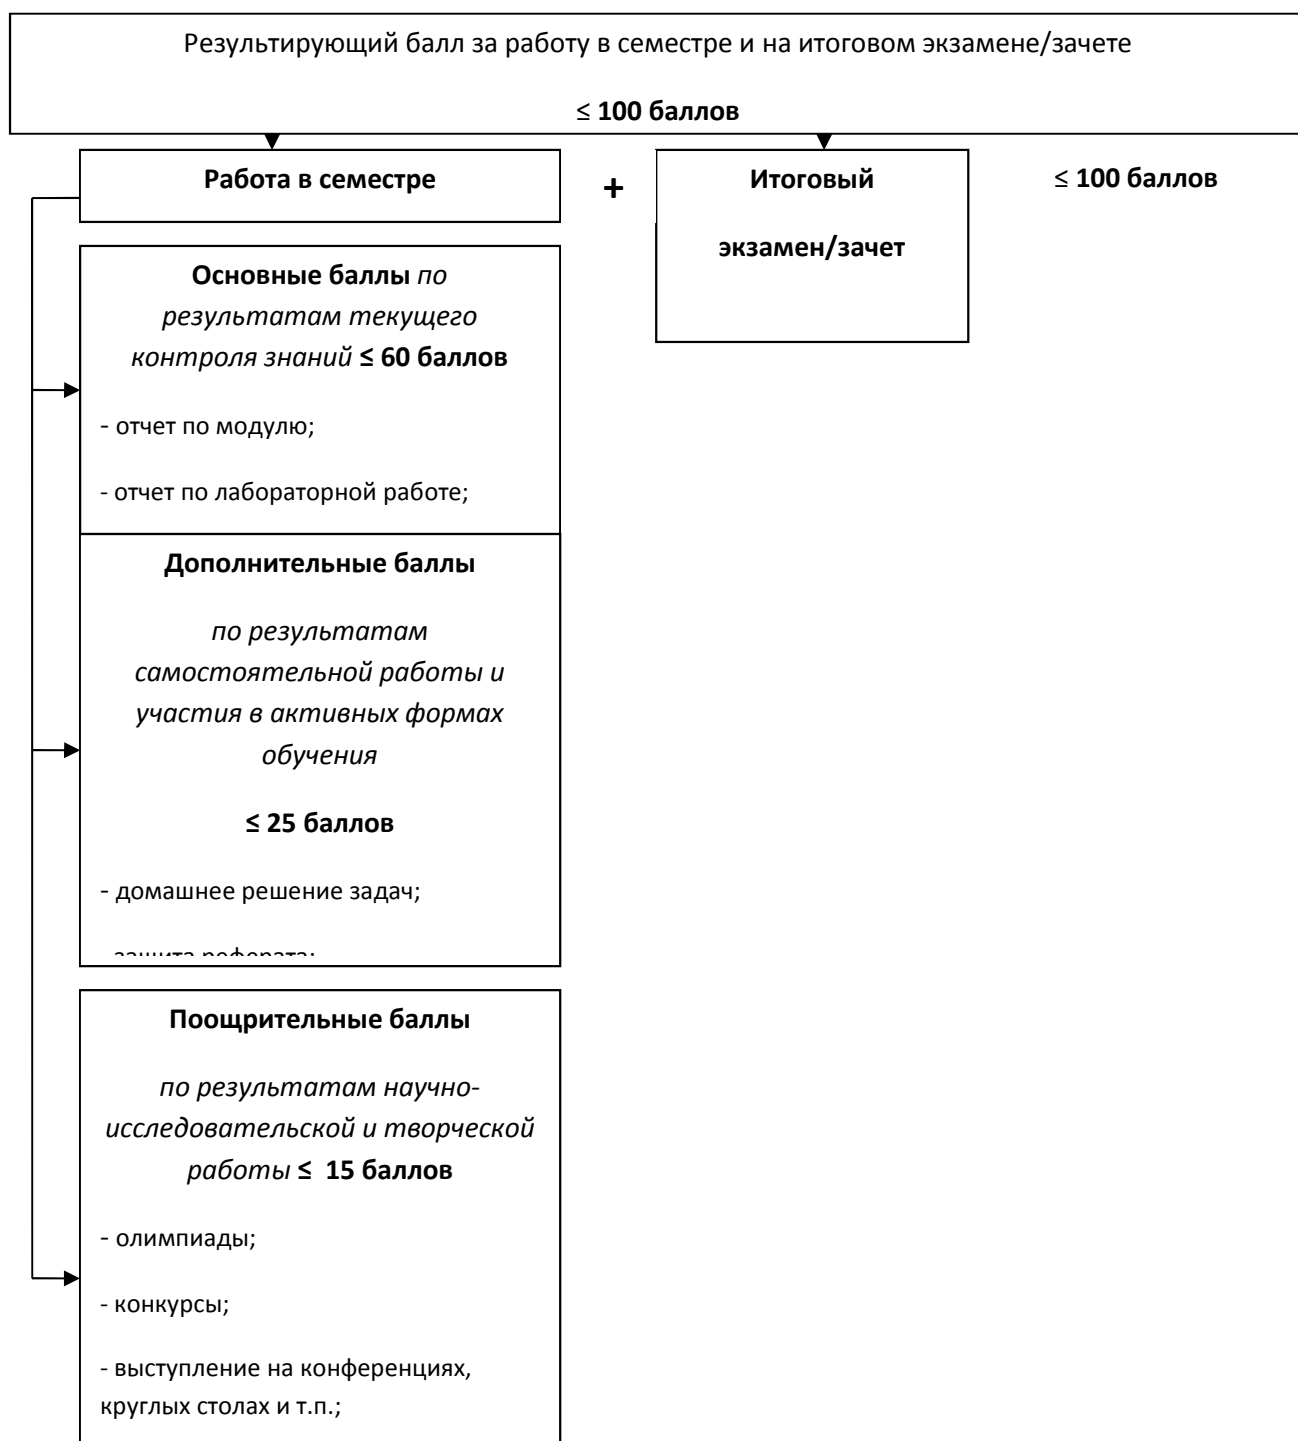 Результирующий балл за работу в семестре и на итоговом экзамене/зачете
≤ 100 баллов
Работа в семестре
+
Итоговый
экзамен/зачет
≤ 100 баллов
Основные баллы по
результатам текущего
контроля знаний ≤ 60 баллов
- отчет по модулю;
- отчет по лабораторной работе;
Дополнительные баллы
по результатам
самостоятельной работы и
участия в активных формах
обучения
≤ 25 баллов
- домашнее решение задач;
защита реферата;
Поощрительные баллы
по результатам научно-
исследовательской и творческой
работы ≤ 15 баллов
- олимпиады;
- конкурсы;
- выступление на конференциях,
круглых столах и т.п.;